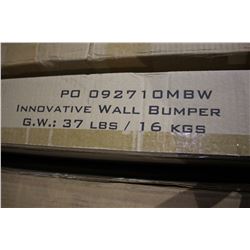 PO 092710MBW
INNOVATIVE WALL BUMPER
G.W.: 37 LBS / 16 KGS